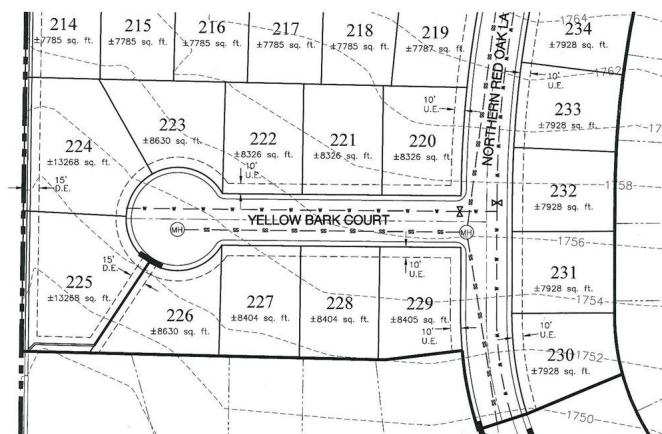 214
±7785 sq. ft.
215
±7785 sq. ft.
216
±7785 sq. ft.
217
±7785 sq. ft.
218
±7785 sq. ft.
219
±7787 sq. ft.
NORTHERN RED OAK LA
234
±7928 sq. ft.
1764
1762
10'
U.E.
233
±7928 sq. ft.
224
±13268 sq. ft.
223
±8630 sq. ft.
222
±8326 sq. ft.
221
±8326 sq. ft.
220
±8326 sq. ft.
10'
U.E.
10'
U.E.
15'
D.E.
232
±7928 sq. ft.
1758
YELLOW BARK COURT
MH
MH
1756
225
±13268 sq. ft.
15'
D.E.
226
±8630 sq. ft.
227
±8404 sq. ft.
228
±8404 sq. ft.
229
±8405 sq. ft.
10'
U.E.
10'
U.E.
231
±7928 sq. ft.
1754
10'
U.E.
230
±7928 sq. ft.
1752
1750